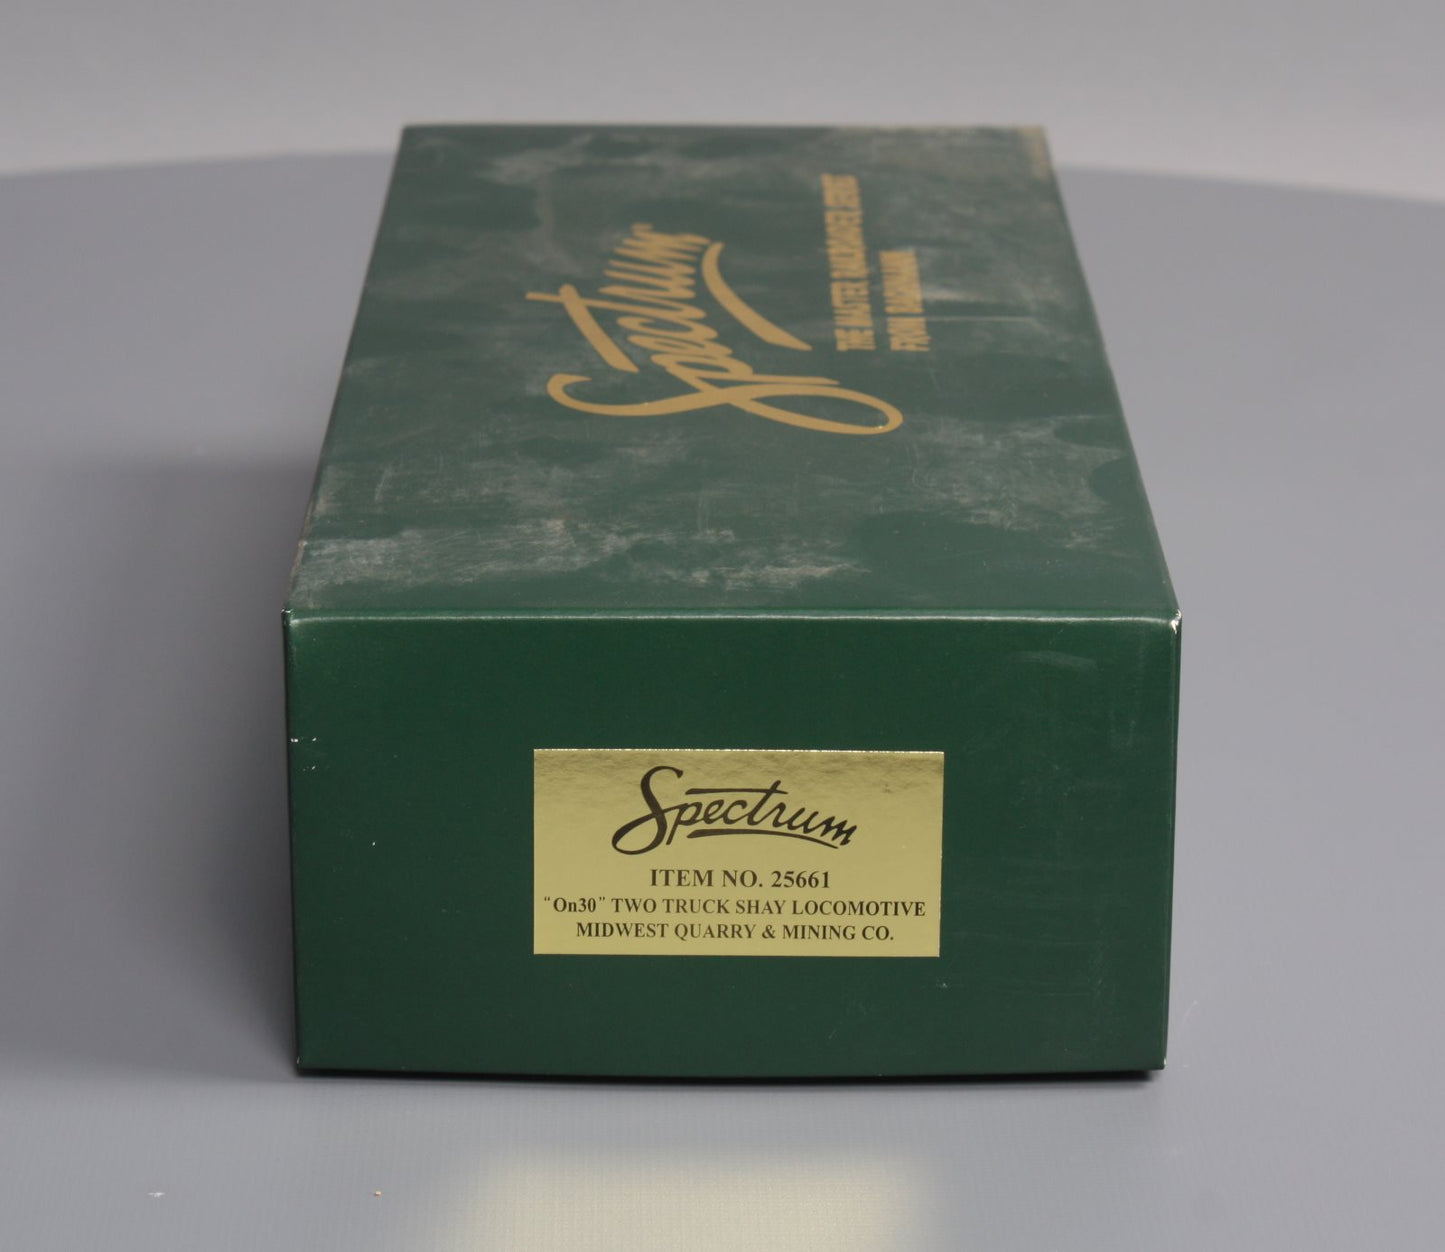 Spectrum
THE MASTER RAILROADER SERIES
FROM BACHMANN
Spectrum
ITEM NO. 25661
"On30" TWO TRUCK SHAY LOCOMOTIVE
MIDWEST QUARRY & MINING CO.